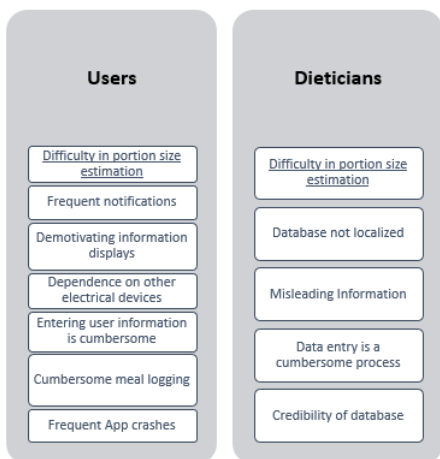 Users
Difficulty in portion size
estimation
Frequent notifications
Demotivating information
displays
Dependence on other
electrical devices
Entering user information
is cumbersome
Cumbersome meal logging
Frequent App crashes
Dieticians
Difficulty in portion size
estimation
Database not localized
Misleading Information
Data entry is a
cumbersome process
Credibility of database